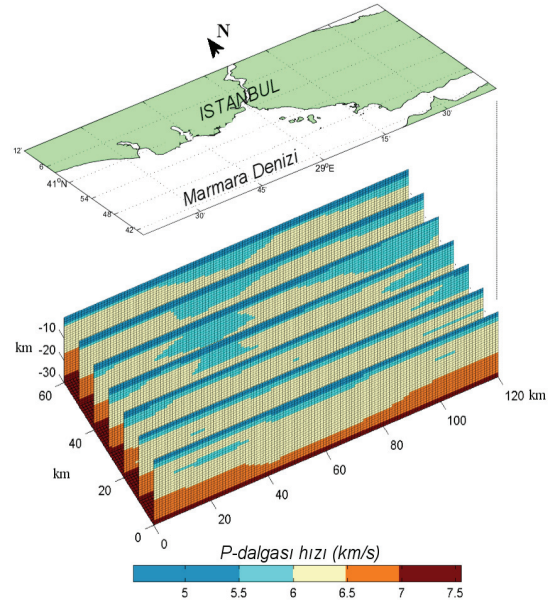 N
ISTANBUL
Marmara Denizi
12'
6'
41°N
54
48
42
30
45
29°E
15'
30'
-10
-20
-30
km
60
40
20
0
km
0
20
40
60
80
100
120 km
km
P-dalgası hızı (km/s)
5 5.5 6 6.5 7 7.5